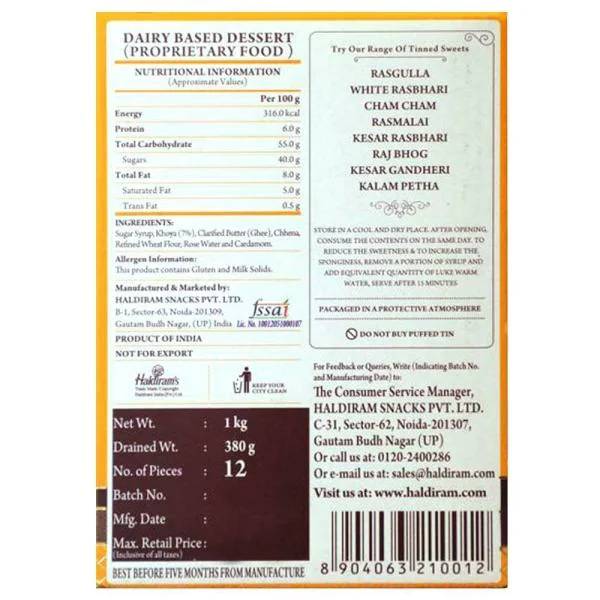 DAIRY BASED DESSERT
(PROPRIETARY FOOD )
NUTRITIONAL INFORMATION
(Approximate Values)
Per 100 g
Energy 316.0 kcal
Protein 6.0 g
Total Carbohydrate 55.0 g
Sugars 40.0 g
Total Fat 8.0 g
Saturated Fat 5.0 g
Trans Fat 0.5 g
INGREDIENTS:
Sugar Syrup, Khoya (7%), Clarified Butter (Ghee), Chhena,
Refined Wheat Flour, Rose Water and Cardamom.
Allergen Information:
This product contains Gluten and Milk Solids.
Manufactured & Marketed by:
HALDIRAM SNACKS PVT. LTD.
B-1, Sector-63, Noida-201309,
Gautam Budh Nagar, (UP) India
fssai
Lic. No. 10012051000107
PRODUCT OF INDIA
NOT FOR EXPORT
Haldiram's
Trade Mark Copyright
Haldiram India (Pvt.) Ltd
KEEP YOUR
CITY CLEAN
Net Wt. : 1 kg
Drained Wt. : 380 g
No. of Pieces : 12
Batch No. :
Mfg. Date :
Max. Retail Price :
(Inclusive of all taxes)
BEST BEFORE FIVE MONTHS FROM MANUFACTURE
Try Our Range Of Tinned Sweets
RASGULLA
WHITE RASBHARI
CHAM CHAM
RASMALAI
KESAR RASBHARI
RAJ BHOG
KESAR GANDHERI
KALAM PETHA
STORE IN A COOL AND DRY PLACE. AFTER OPENING,
CONSUME THE CONTENTS ON THE SAME DAY. TO
REDUCE THE SWEETNESS & TO INCREASE THE
SPONGINESS, REMOVE A PORTION OF SYRUP AND
ADD EQUIVALENT QUANTITY OF LUKE WARM
WATER, SERVE AFTER 15 MINUTES
PACKAGED IN A PROTECTIVE ATMOSPHERE
DO NOT BUY PUFFED TIN
For Feedback or Queries, Write (Indicating Batch No.
and Manufacturing Date) to:
The Consumer Service Manager,
HALDIRAM SNACKS PVT. LTD.
C-31, Sector-62, Noida-201307,
Gautam Budh Nagar (UP)
Or call us at: 0120-2400286
Or e-mail us at: sales@haldiram.com
Visit us at: www.haldiram.com
8 904063 210012